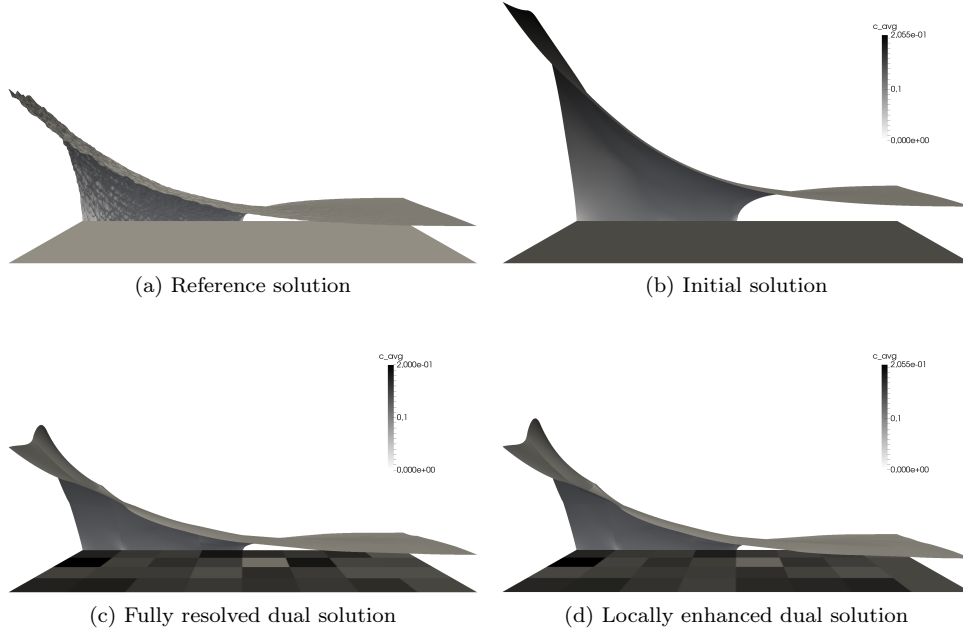 c_avg
2,055e-01
0,1
0,000e+00
(a) Reference solution
(b) Initial solution
c_avg
2,000e-01
0,1
0,000e+00
c_avg
2,055e-01
0,1
0,000e+00
(c) Fully resolved dual solution
(d) Locally enhanced dual solution